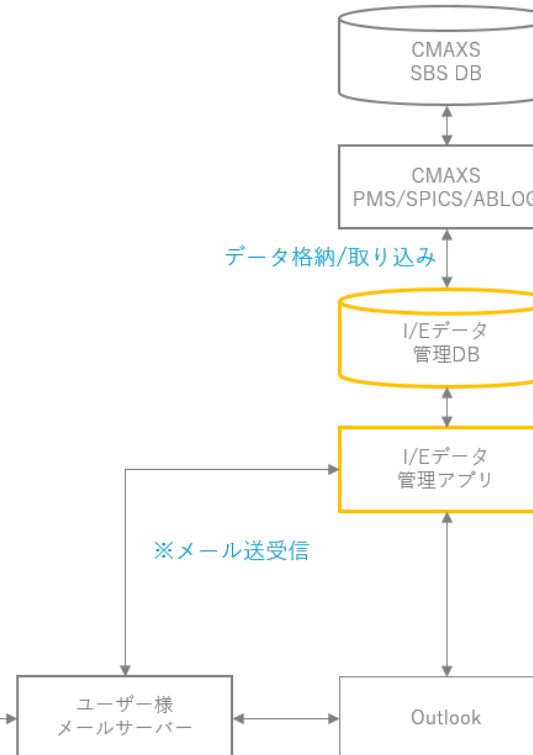 CMAXS
SBS DB
CMAXS
PMS/SPICS/ABLOG
データ格納/取り込み
I/Eデータ
管理DB
I/Eデータ
管理アプリ
※メール送受信
ユーザー様
メールサーバー
Outlook